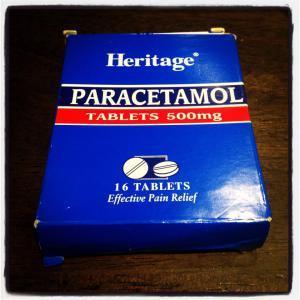 Heritage®
PARACETAMOL
TABLETS 500mg
16 TABLETS
Effective Pain Relief